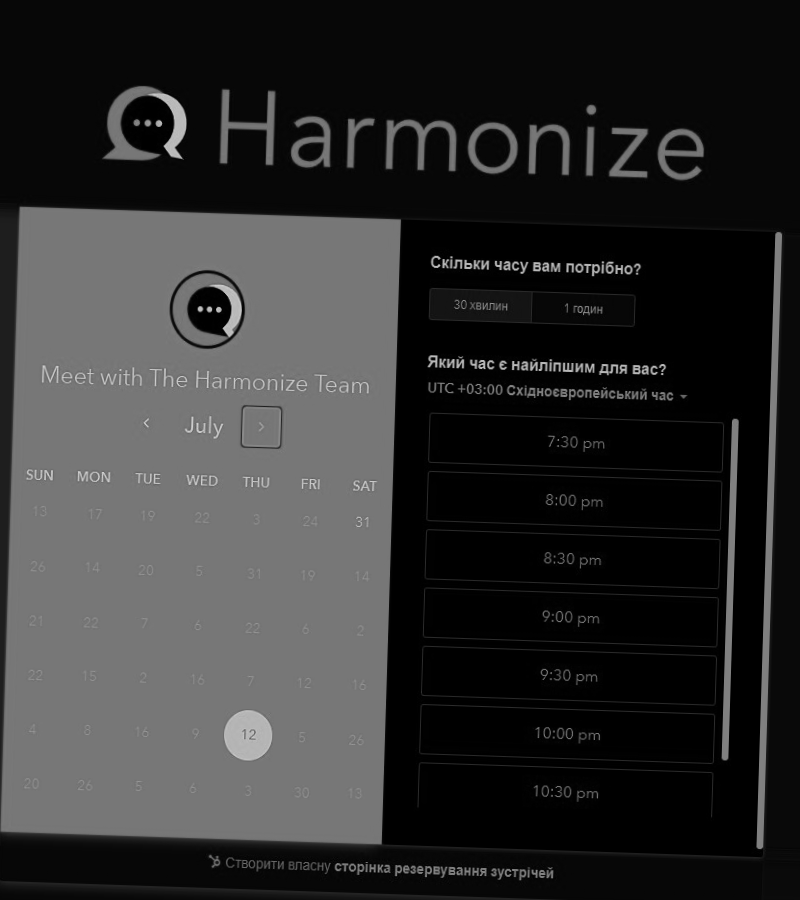 Harmonize
Meet with The Harmonize Team
July
SUN MON TUE WED THU FRI SAT
13 17 19 22 3 24 31
26 14 20 5 31 19 14
21 22 7 6 22 6 2
22 15 2 16 7 12 16
4 8 16 9 12 5 26
20 26 5 6 3 30 13
Скільки часу вам потрібно?
30 хвилин 1 годин
Який час є найліпшим для вас?
UTC +03:00 Східноєвропейський час
7:30 pm
8:00 pm
8:30 pm
9:00 pm
9:30 pm
10:00 pm
10:30 pm
Створити власну сторінка резервування зустрічей